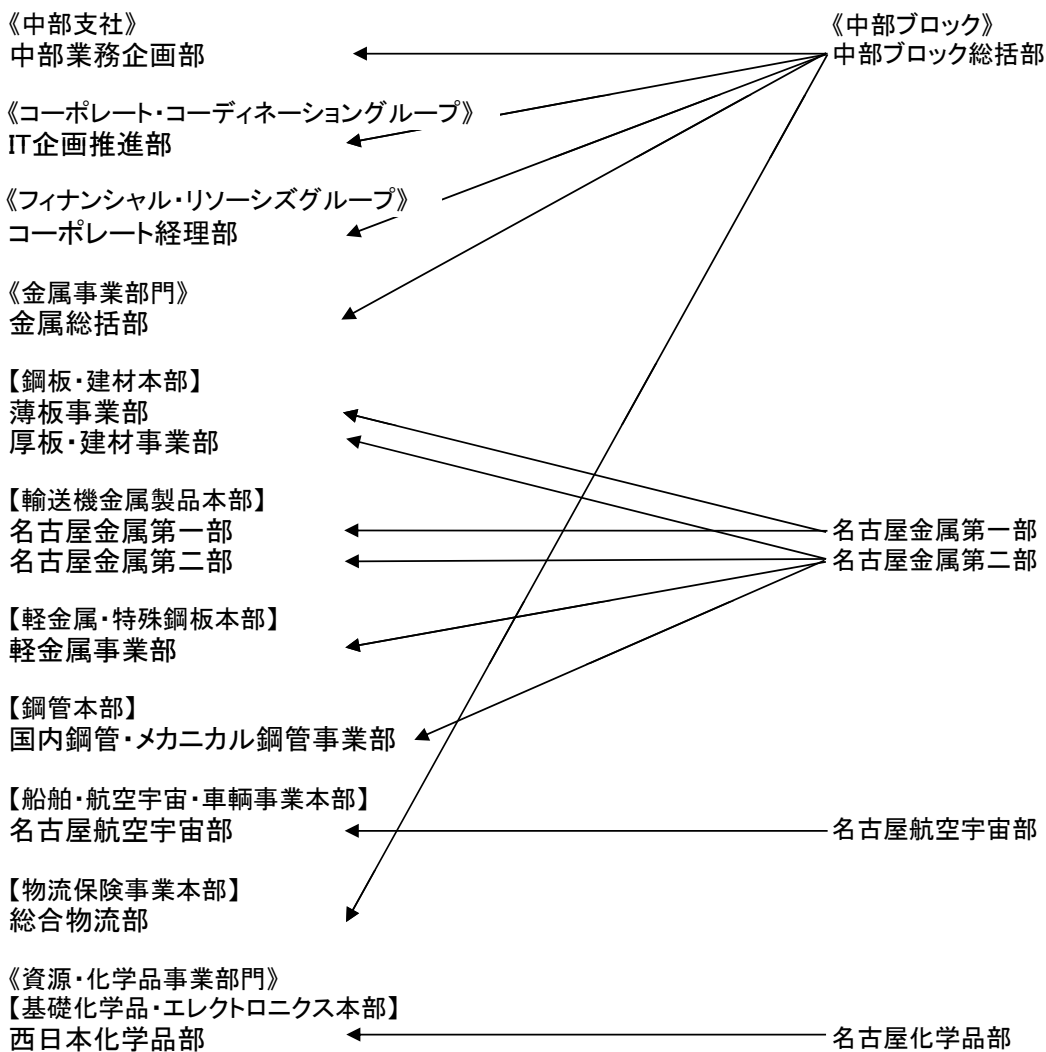 《中部支社》
中部業務企画部
《コーポレート・コーディネーショングループ》
IT企画推進部
《フィナンシャル・リソーシズグループ》
コーポレート経理部
《金属事業部門》
金属総括部
【鋼板・建材本部】
薄板事業部
厚板・建材事業部
【輸送機金属製品本部】
名古屋金属第一部
名古屋金属第二部
【軽金属・特殊鋼板本部】
軽金属事業部
【鋼管本部】
国内鋼管・メカニカル鋼管事業部
【船舶・航空宇宙・車輌事業本部】
名古屋航空宇宙部
【物流保険事業本部】
総合物流部
《資源・化学品事業部門》
【基礎化学品・エレクトロニクス本部】
西日本化学品部
《中部ブロック》
中部ブロック総括部
名古屋金属第一部
名古屋金属第二部
名古屋航空宇宙部
名古屋化学品部